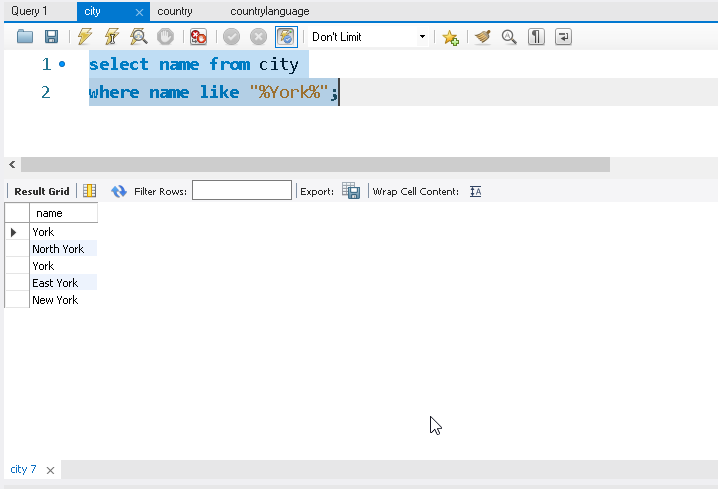 Query 1 city country countrylanguage
Don't Limit
1 select name from city
2 where name like "%York%";
Result Grid Filter Rows: Export: Wrap Cell Content: IA
name
York
North York
York
East York
New York
city 7